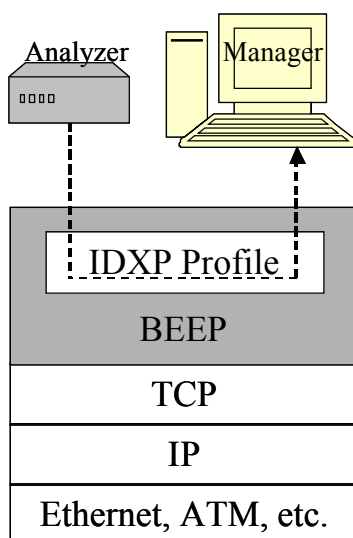 Analyzer
Manager
IDXP Profile
BEEP
TCP
IP
Ethernet, ATM, etc.